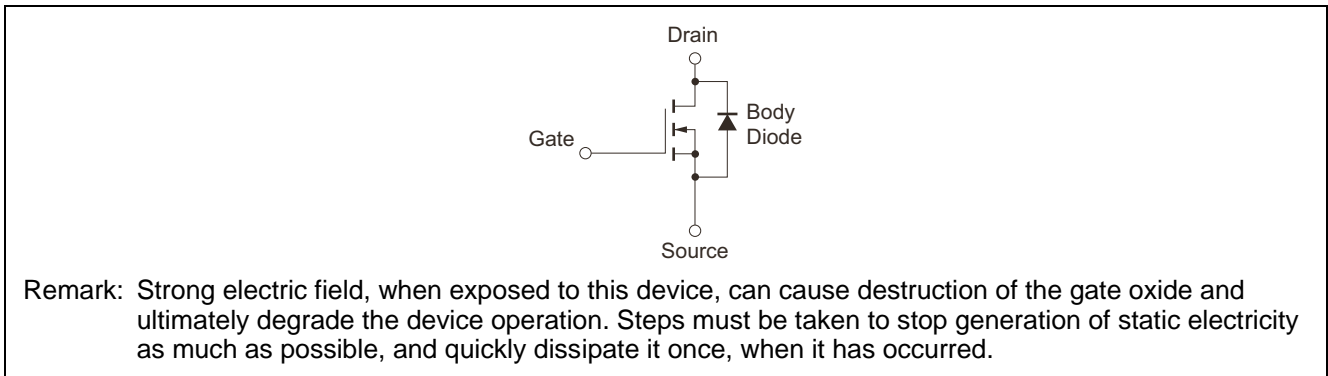 Drain
Body
Diode
Gate
Source
Remark: Strong electric field, when exposed to this device, can cause destruction of the gate oxide and
ultimately degrade the device operation. Steps must be taken to stop generation of static electricity
as much as possible, and quickly dissipate it once, when it has occurred.